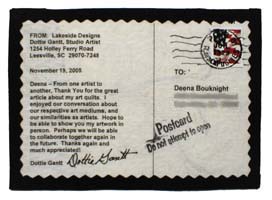 FROM: Lakeside Designs
Dottie Gantt, Studio Artist
1254 Holley Ferry Road
Leesville, SC 29070-7248
November 19, 2005
TO:
Deena Bouknight
Deena – From one artist to
another, Thank You for the great
article about my art quilts. I
enjoyed our conversation about
our respective art mediums, and
our similarities as artists. Hope to
be able to show you my artwork in
person. Perhaps we will be able
to collaborate together again in
the future. Thanks again and
much appreciated!
Dottie Gantt
Dottie Gantt
Postcard
Do not attempt to open